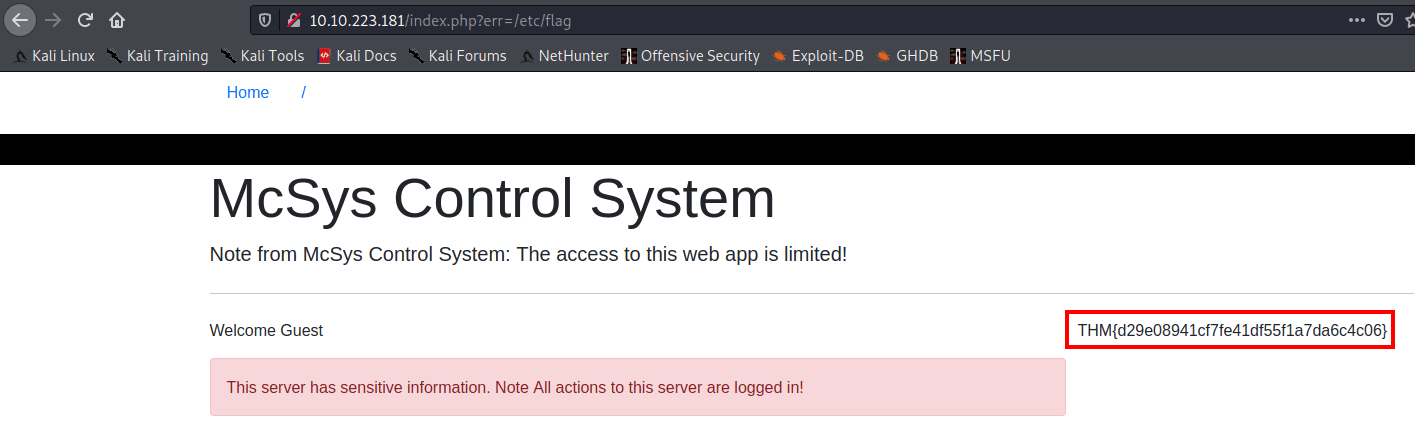 10.10.223.181/index.php?err=/etc/flag
Kali Linux Kali Training Kali Tools Kali Docs Kali Forums NetHunter Offensive Security Exploit-DB GHDB MSFU
Home /
McSys Control System
Note from McSys Control System: The access to this web app is limited!
Welcome Guest THM{d29e08941cf7fe41df55f1a7da6c4c06}
This server has sensitive information. Note All actions to this server are logged in!